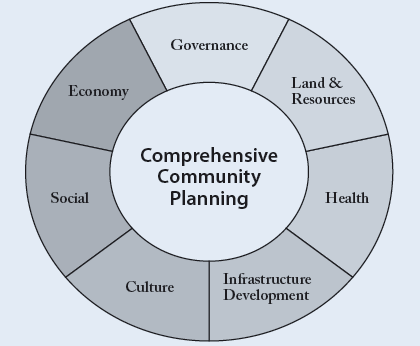 Governance
Land &
Resources
Health
Infrastructure
Development
Culture
Social
Economy
Comprehensive
Community
Planning